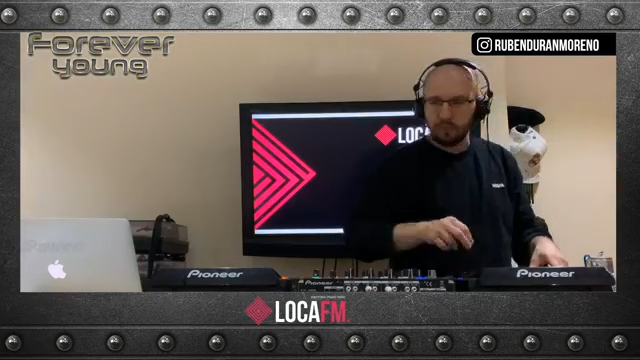 Forever
young
RUBENDURANMORENO
LOCA
Pioneer
Pioneer
LOCAFM